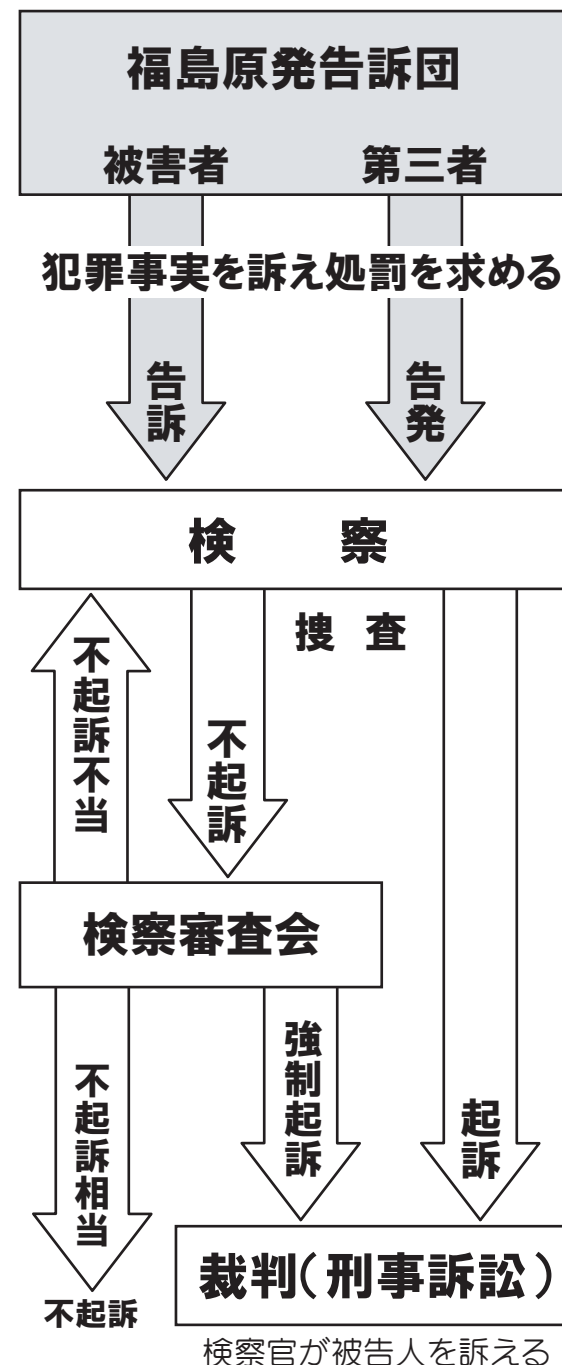 福島原発告訴団
被害者 第三者
犯罪事実を訴え処罰を求める
告訴 告発
検 察
捜 査
不起訴不当
不起訴
検察審査会
強制起訴
起訴
不起訴相当
不起訴
裁判(刑事訴訟)
検察官が被告人を訴える